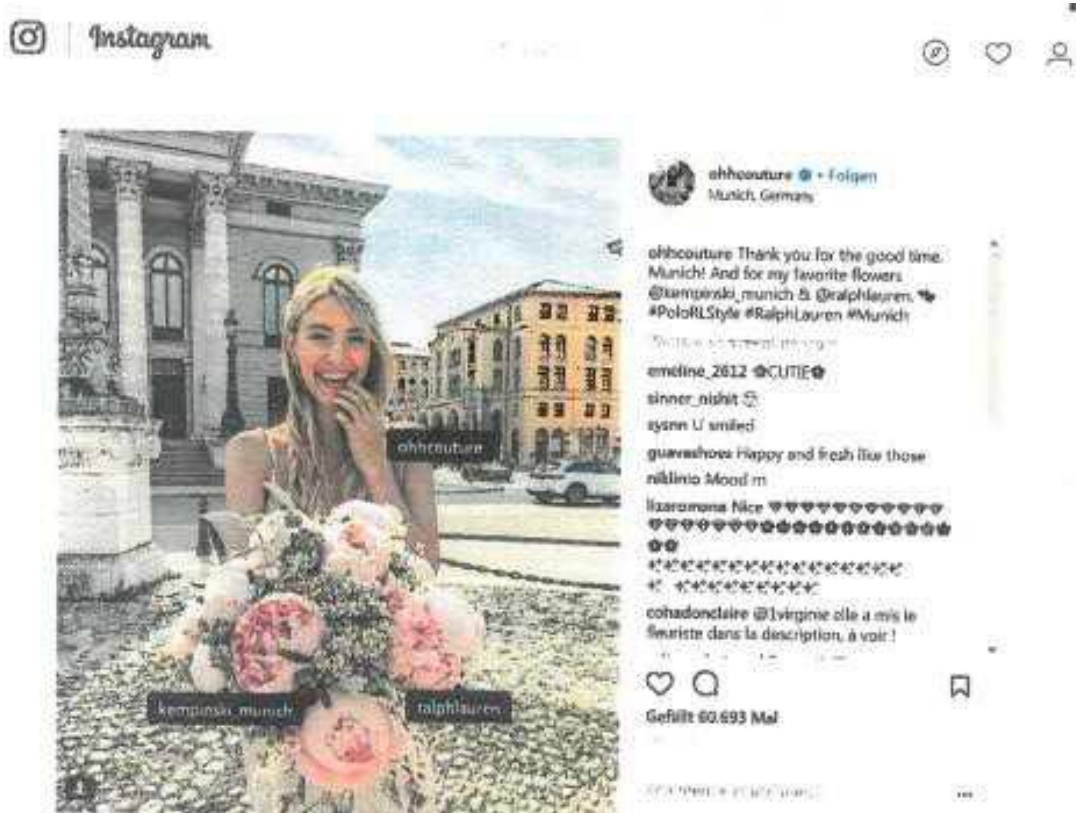 Instagram
ohhcouture • Folgen
Munich, Germany
ohhcouture Thank you for the good time,
Munich! And for my favorite flowers
@kempinski_munich & @ralphlauren.
#PoloRLStyle #RalphLauren #Munich
emeline_2612 CUTIE
sinner_nishit
sysnn U smiled
guavashoes Happy and fresh like those
niklinio Mood rn
lizaromona Nice
cohadonclaire @1virginie elle a mis le
fleuriste dans la description, à voir !
Gefällt 60.693 Mal
ohhcouture
kempinski_munich
ralphlauren